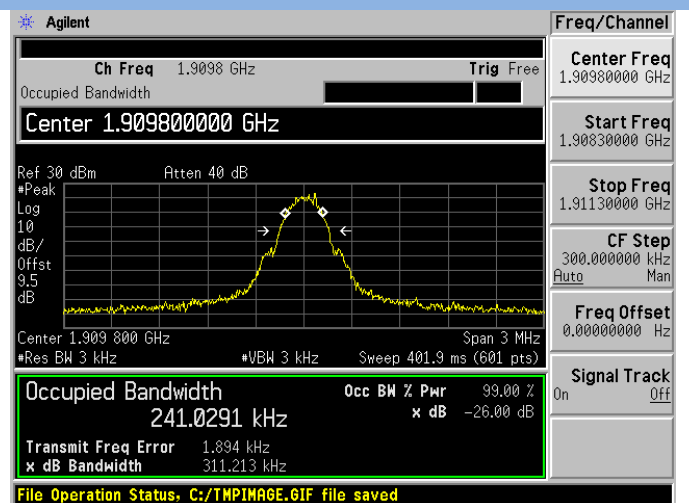 Agilent
Freq/Channel
Ch Freq 1.9098 GHz Trig Free
Occupied Bandwidth
Center 1.909800000 GHz
Ref 30 dBm Atten 40 dB
#Peak
Log
10
dB/
Offst
9.5
dB
Center 1.909 800 GHz Span 3 MHz
#Res BW 3 kHz #VBW 3 kHz Sweep 401.9 ms (601 pts)
Occupied Bandwidth Occ BW % Pwr 99.00 %
241.0291 kHz x dB -26.00 dB
Transmit Freq Error 1.894 kHz
x dB Bandwidth 311.213 kHz
File Operation Status, C:/TMPIMAGE.GIF file saved
Center Freq
1.90980000 GHz
Start Freq
1.90830000 GHz
Stop Freq
1.91130000 GHz
CF Step
300.000000 kHz
Auto Man
Freq Offset
0.00000000 Hz
Signal Track
On Off